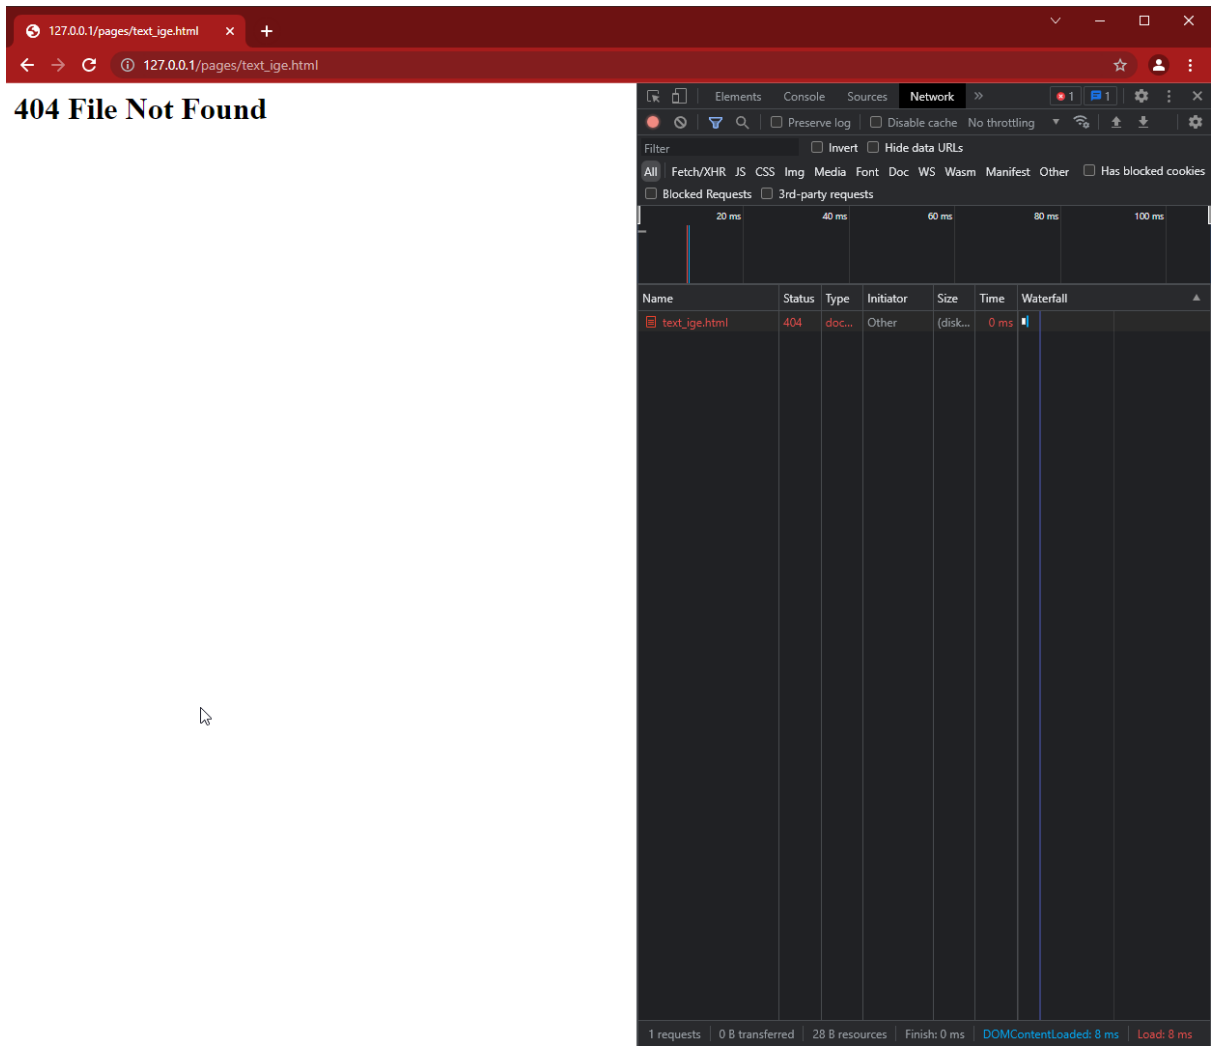 127.0.0.1/pages/text_ige.html
127.0.0.1/pages/text_ige.html
404 File Not Found
Elements Console Sources Network 1 1
Preserve log Disable cache No throttling
Filter Invert Hide data URLs
All Fetch/XHR JS CSS Img Media Font Doc WS Wasm Manifest Other Has blocked cookies
Blocked Requests 3rd-party requests
20 ms 40 ms 60 ms 80 ms 100 ms
Name Status Type Initiator Size Time Waterfall
text_ige.html 404 doc... Other (disk... 0 ms
1 requests 0 B transferred 28 B resources Finish: 0 ms DOMContentLoaded: 8 ms Load: 8 ms